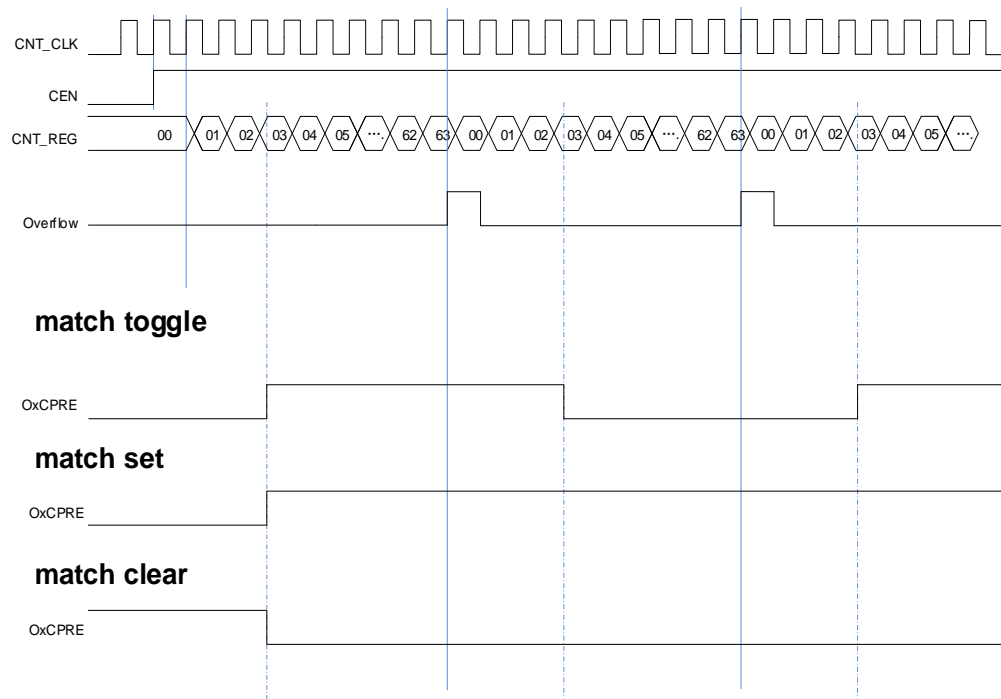 CNT_CLK
CEN
CNT_REG 00 01 02 03 04 05 ···. 62 63 00 01 02 03 04 05 ···. 62 63 00 01 02 03 04 05 ···.
Overflow
match toggle
OxCPRE
match set
OxCPRE
match clear
OxCPRE